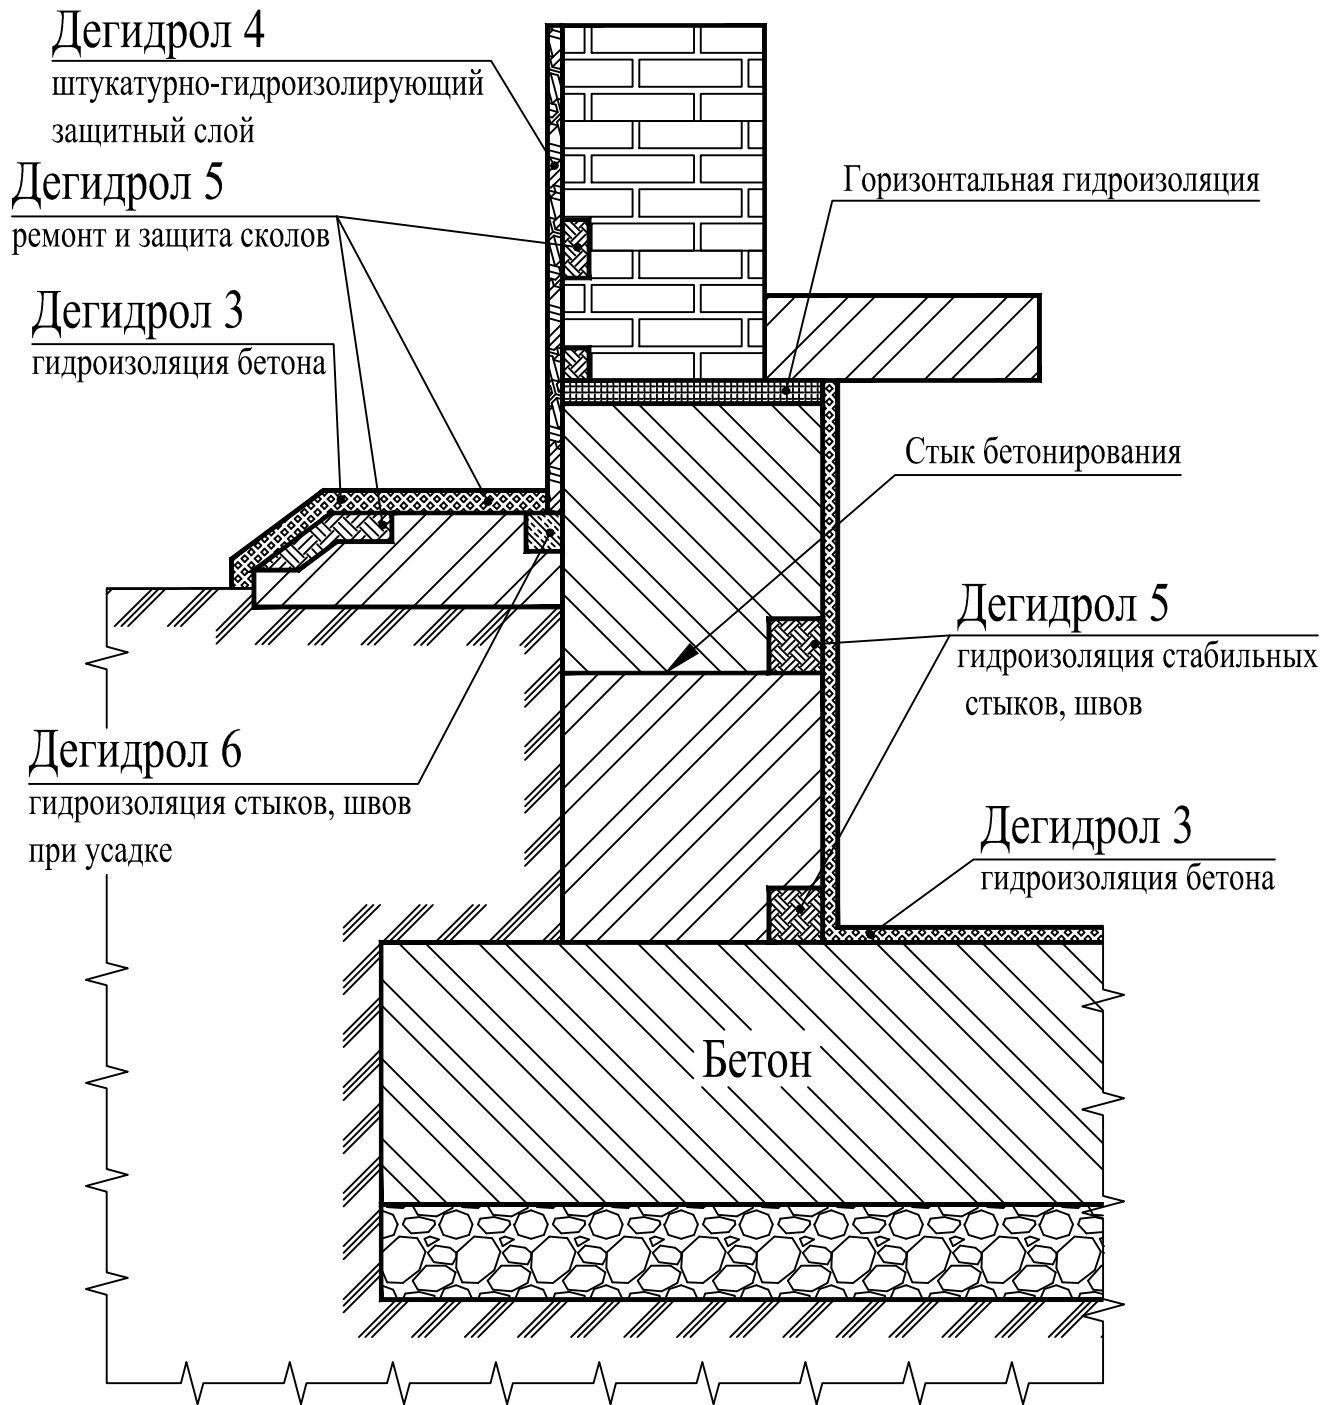 Дегидрол 4
штукатурно-гидроизолирующий
защитный слой
Дегидрол 5
ремонт и защита сколов
Дегидрол 3
гидроизоляция бетона
Горизонтальная гидроизоляция
Стык бетонирования
Дегидрол 5
гидроизоляция стабильных
стыков, швов
Дегидрол 6
гидроизоляция стыков, швов
при усадке
Дегидрол 3
гидроизоляция бетона
Бетон